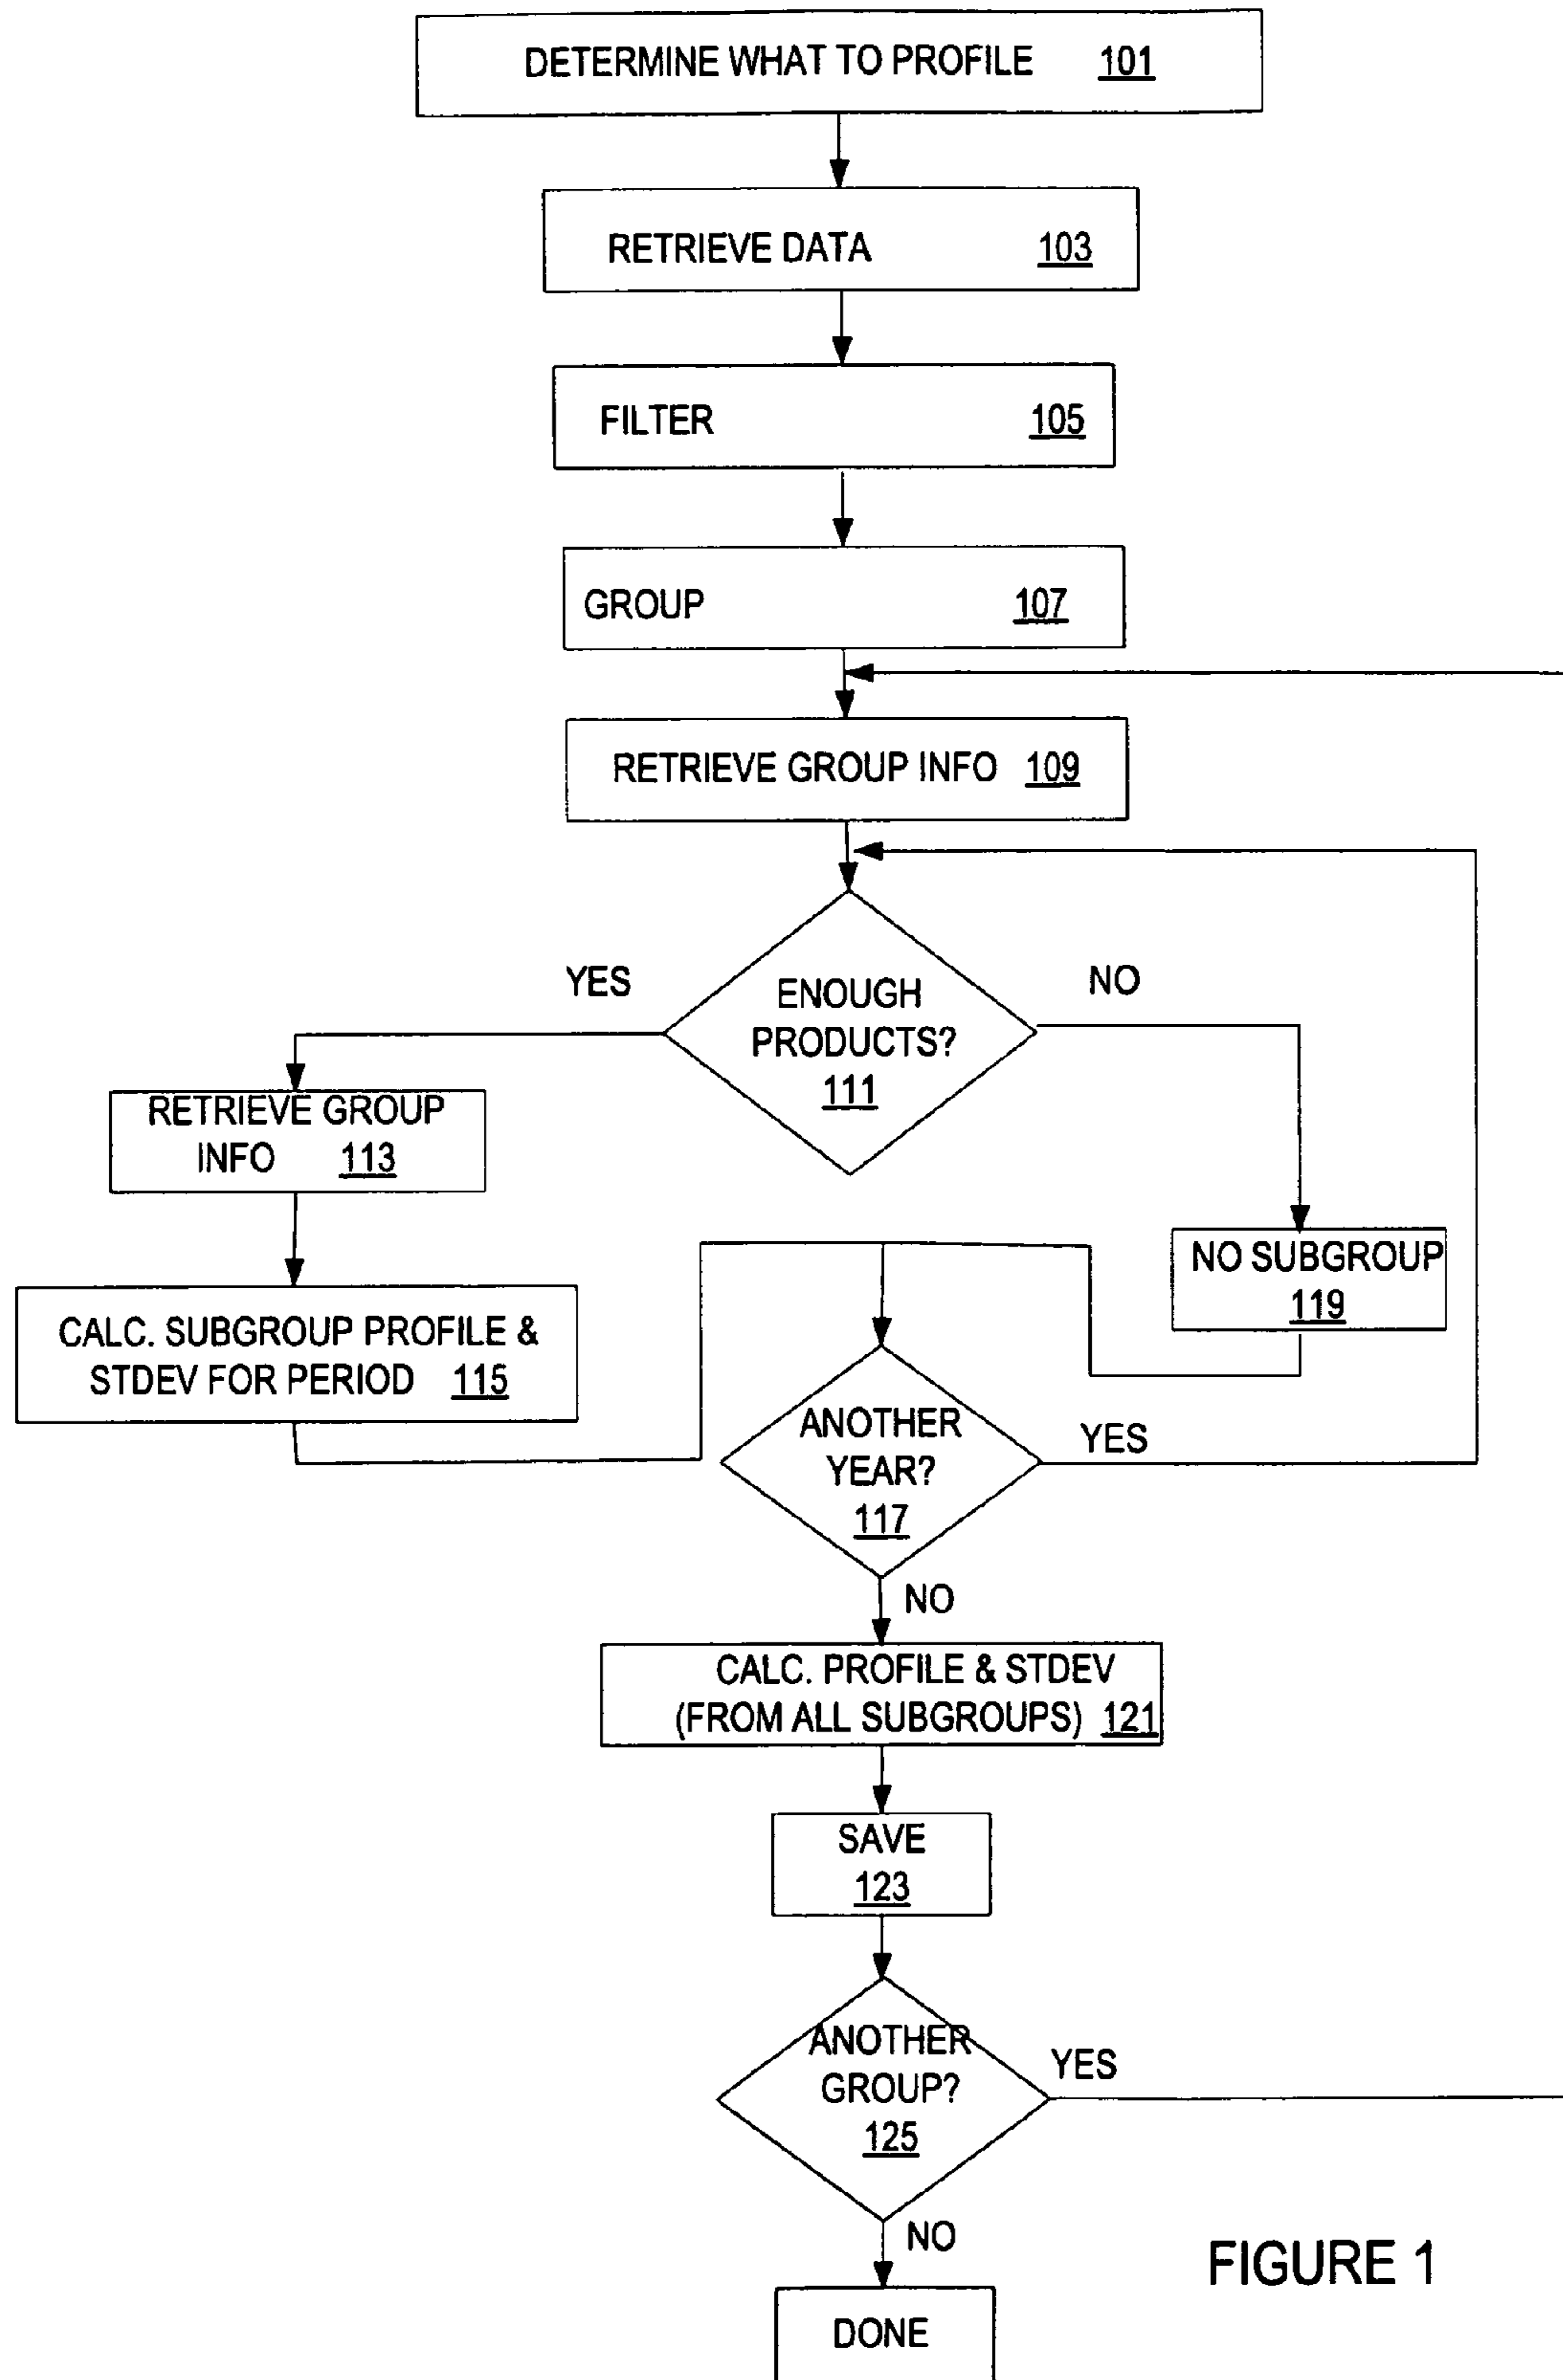 DETERMINE WHAT TO PROFILE 101
RETRIEVE DATA 103
FILTER 105
GROUP 107
RETRIEVE GROUP INFO 109
YES
NO
ENOUGH
PRODUCTS?
111
RETRIEVE GROUP
INFO 113
NO SUBGROUP
119
CALC. SUBGROUP PROFILE &
STDEV FOR PERIOD 115
ANOTHER
YEAR?
117
YES
NO
CALC. PROFILE & STDEV
(FROM ALL SUBGROUPS) 121
SAVE
123
ANOTHER
GROUP?
125
YES
NO
DONE
FIGURE 1